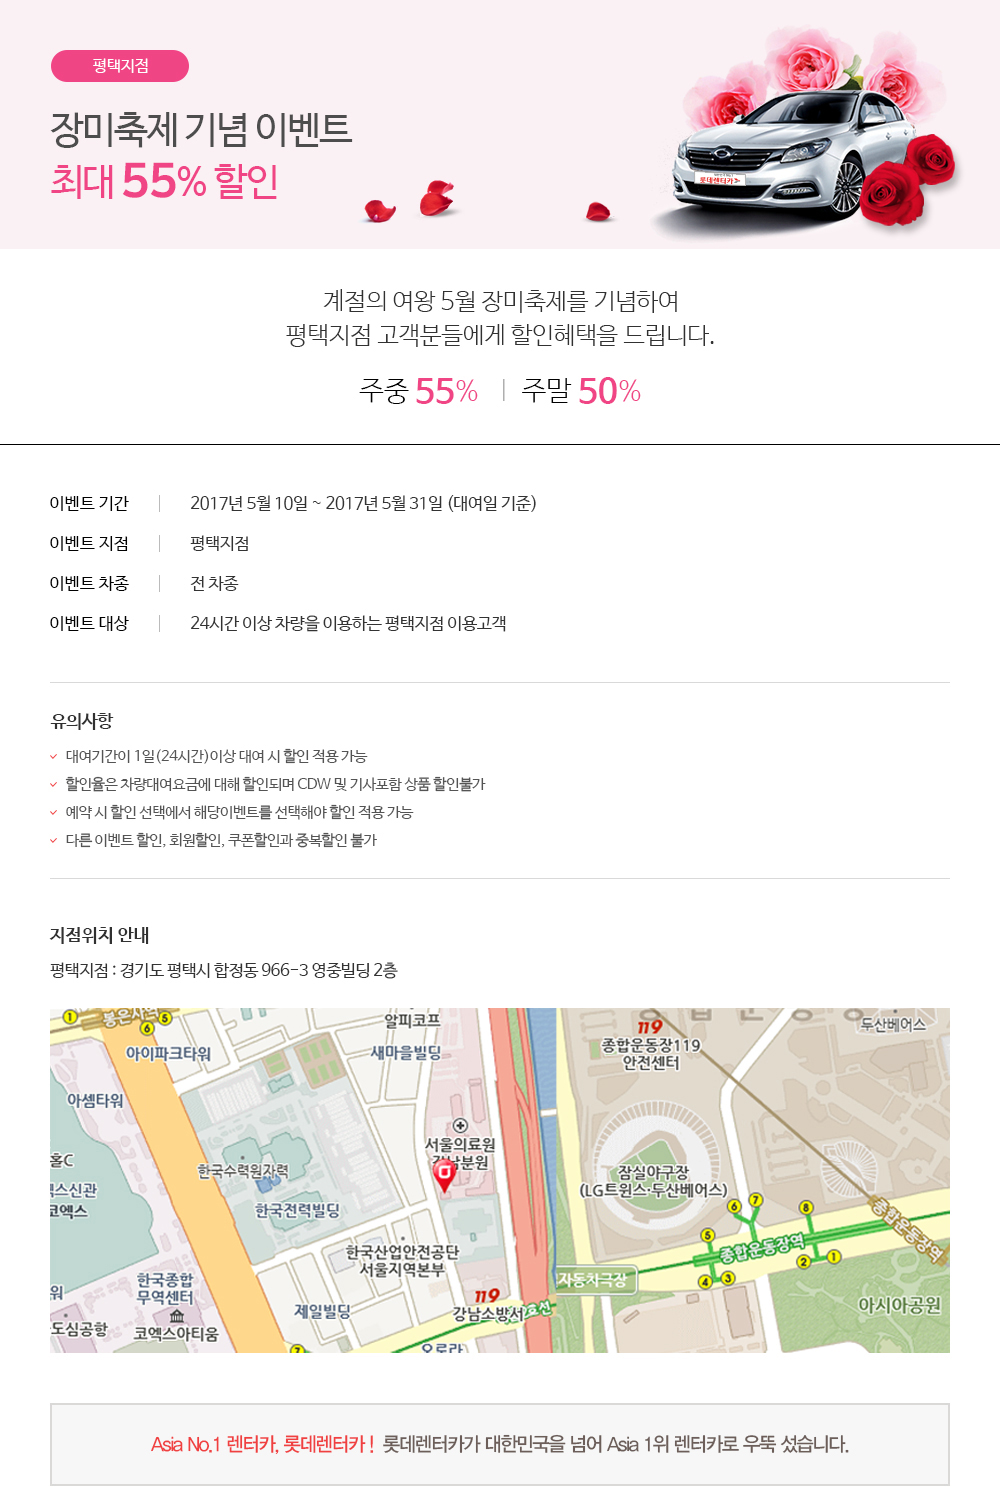 평택지점
장미축제 기념 이벤트
최대 55% 할인
롯데렌터카
계절의 여왕 5월 장미축제를 기념하여
평택지점 고객분들에게 할인혜택을 드립니다.
주중 55% | 주말 50%
이벤트 기간 | 2017년 5월 10일 ~ 2017년 5월 31일 (대여일 기준)
이벤트 지점 | 평택지점
이벤트 차종 | 전 차종
이벤트 대상 | 24시간 이상 차량을 이용하는 평택지점 이용고객
유의사항
대여기간이 1일(24시간)이상 대여 시 할인 적용 가능
할인율은 차량대여요금에 대해 할인되며 CDW 및 기사포함 상품 할인불가
예약 시 할인 선택에서 해당이벤트를 선택해야 할인 적용 가능
다른 이벤트 할인, 회원할인, 쿠폰할인과 중복할인 불가
지점위치 안내
평택지점 : 경기도 평택시 합정동 966-3 영중빌딩 2층
1
봉은사역
5
6
알피코프
119
두산베어스
아이파크타워
새마을빌딩
종합운동장119
안전센터
아셈타워
서울의료원
강남분원
홀C
한국수력원자력
잠실야구장
(LG트윈스·두산베어스)
스신관
코엑스
한국전력빌딩
6
7
8
종합운동장역
5
종합운동장역
한국산업안전공단
서울지역본부
2
1
자동차극장
4
3
한국종합
무역센터
119
제일빌딩
강남소방서
아시아공원
도심공항
코엑스아티움
7
오로라
Asia No.1 렌터카, 롯데렌터카 ! 롯데렌터카가 대한민국을 넘어 Asia 1위 렌터카로 우뚝 섰습니다.